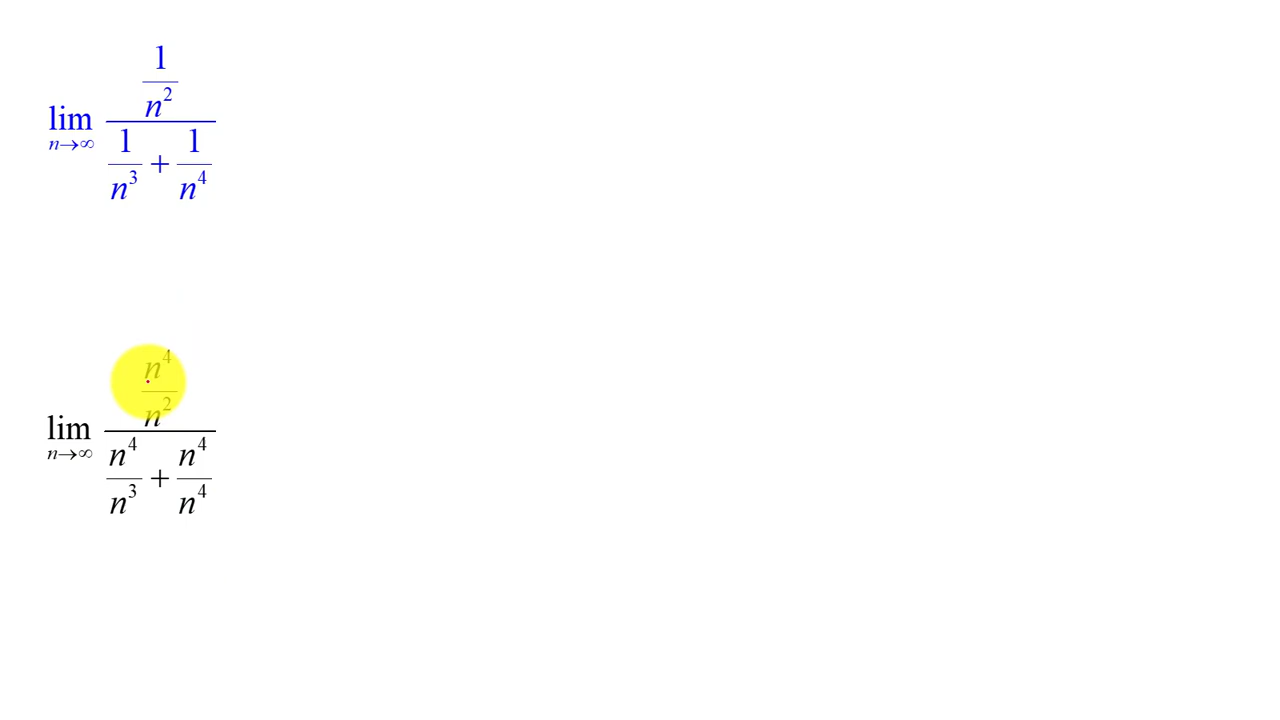 lim n→∞ (1/n²)/(1/n³ + 1/n⁴)
lim n→∞ (n⁴/n²)/(n⁴/n³ + n⁴/n⁴)